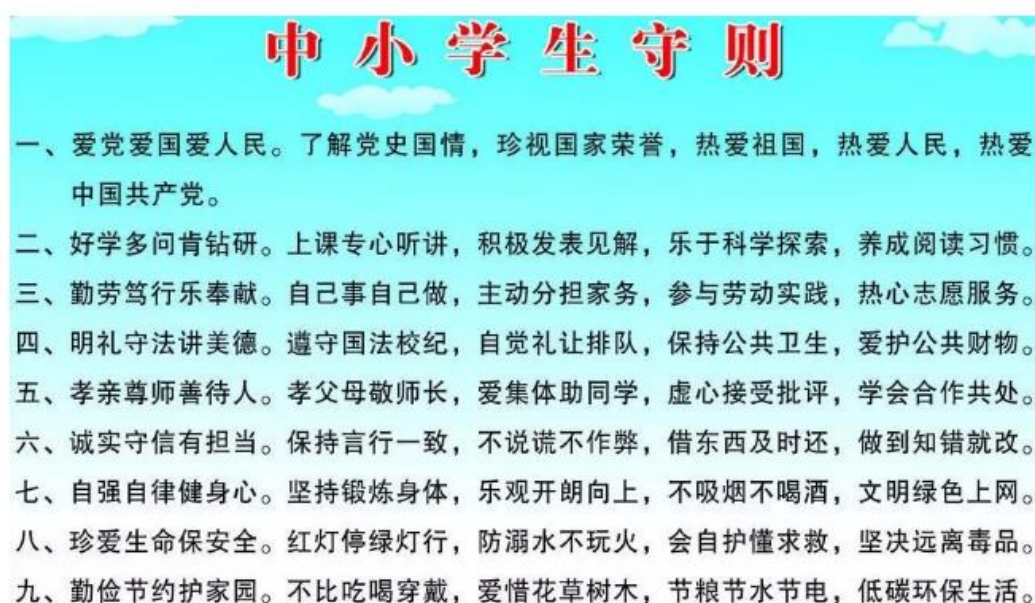 中小学生守则
一、爱党爱国爱人民。了解党史国情，珍视国家荣誉，热爱祖国，热爱人民，热爱
中国共产党。
二、好学多问肯钻研。上课专心听讲，积极发表见解，乐于科学探索，养成阅读习惯。
三、勤劳笃行乐奉献。自己事自己做，主动分担家务，参与劳动实践，热心志愿服务。
四、明礼守法讲美德。遵守国法校纪，自觉礼让排队，保持公共卫生，爱护公共财物。
五、孝亲尊师善待人。孝父母敬师长，爱集体助同学，虚心接受批评，学会合作共处。
六、诚实守信有担当。保持言行一致，不说谎不作弊，借东西及时还，做到知错就改。
七、自强自律健身心。坚持锻炼身体，乐观开朗向上，不吸烟不喝酒，文明绿色上网。
八、珍爱生命保安全。红灯停绿灯行，防溺水不玩火，会自护懂求救，坚决远离毒品。
九、勤俭节约护家园。不比吃喝穿戴，爱惜花草树木，节粮节水节电，低碳环保生活。